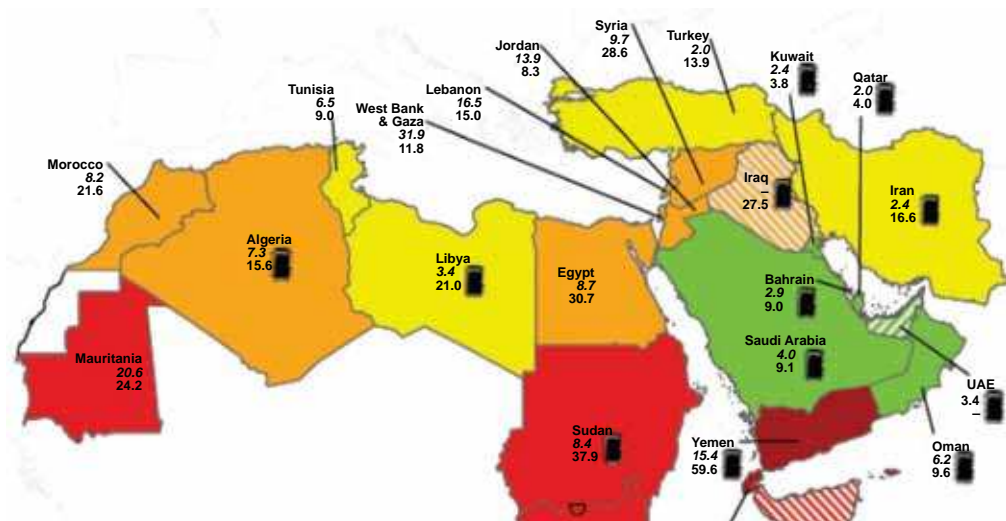 Syria
9.7
28.6
Turkey
2.0
13.9
Jordan
13.9
8.3
Kuwait
2.4
3.8
Qatar
2.0
4.0
Lebanon
16.5
15.0
Tunisia
6.5
9.0
West Bank
& Gaza
31.9
11.8
Morocco
8.2
21.6
Iraq
–
27.5
Iran
2.4
16.6
Algeria
7.3
15.6
Libya
3.4
21.0
Egypt
8.7
30.7
Bahrain
2.9
9.0
Saudi Arabia
4.0
9.1
Mauritania
20.6
24.2
UAE
3.4
–
Sudan
8.4
37.9
Yemen
15.4
59.6
Oman
6.2
9.6